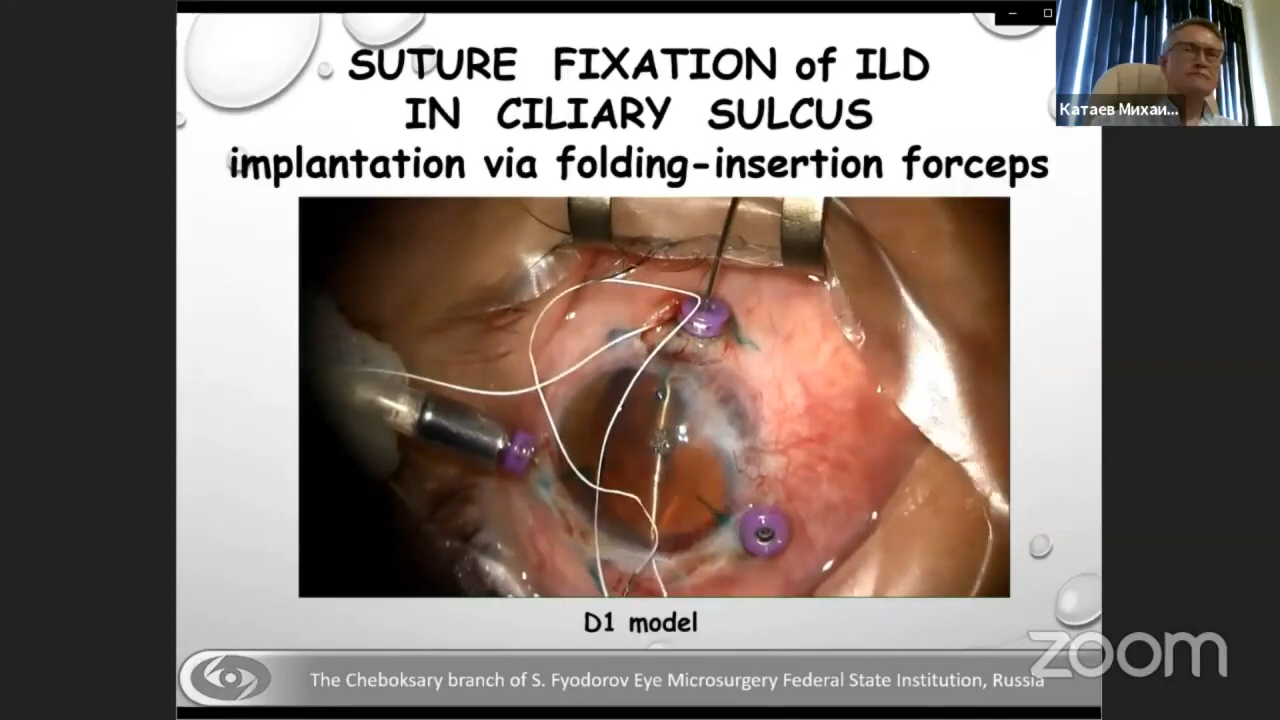 SUTURE FIXATION of ILD
IN CILIARY SULCUS
implantation via folding-insertion forceps
Катаев Михаи...
D1 model
The Cheboksary branch of S. Fyodorov Eye Microsurgery Federal State Institution, Russia
zoom